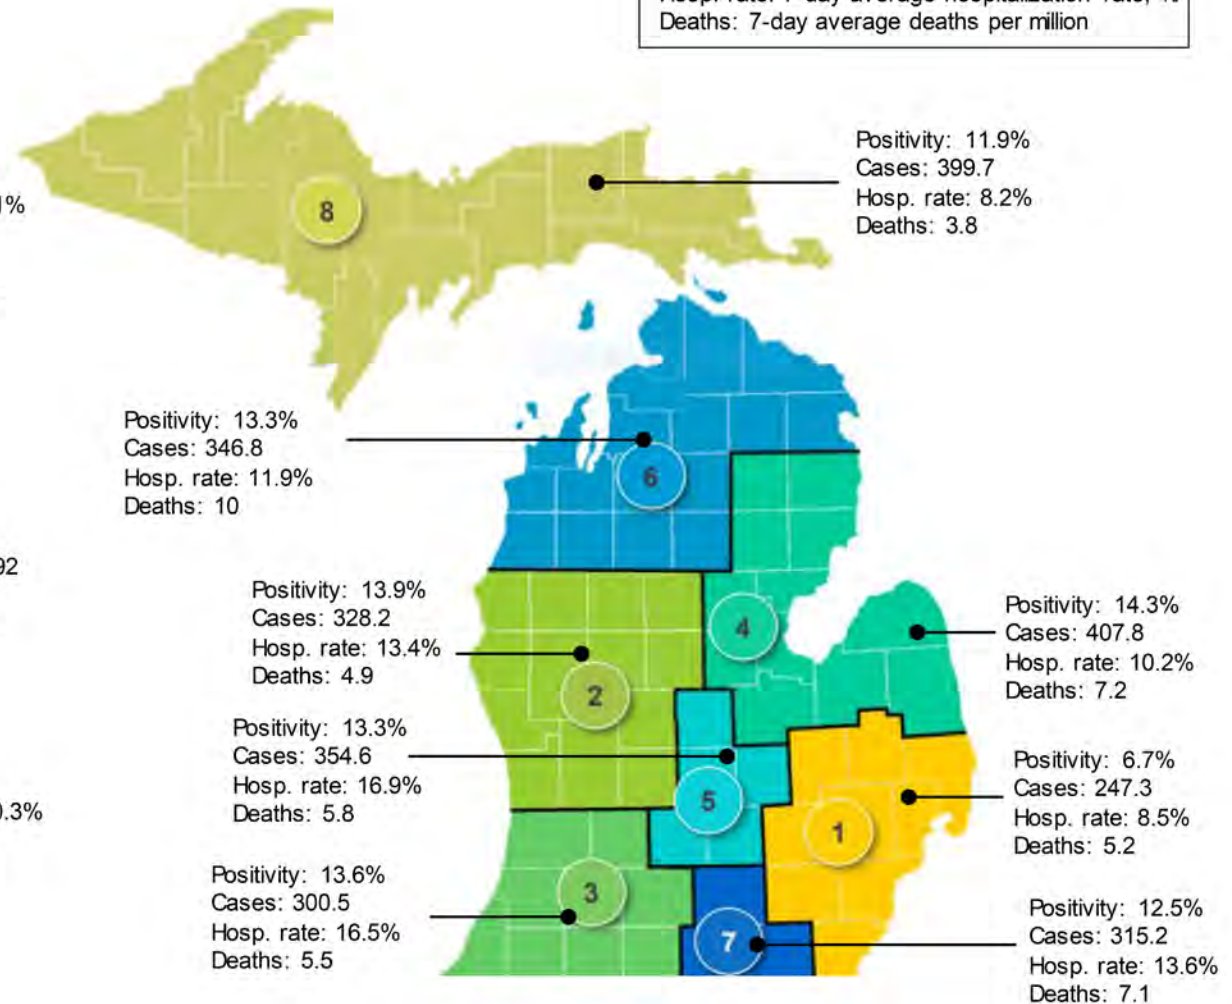 Deaths: 7-day average deaths per million
Positivity: 11.9%
Cases: 399.7
Hosp. rate: 8.2%
Deaths: 3.8
8
Positivity: 13.3%
Cases: 346.8
Hosp. rate: 11.9%
Deaths: 10
6
92
Positivity: 13.9%
Cases: 328.2
Hosp. rate: 13.4%
Deaths: 4.9
2
4
Positivity: 14.3%
Cases: 407.8
Hosp. rate: 10.2%
Deaths: 7.2
Positivity: 13.3%
Cases: 354.6
Hosp. rate: 16.9%
Deaths: 5.8
5
Positivity: 6.7%
Cases: 247.3
Hosp. rate: 8.5%
Deaths: 5.2
1
0.3%
Positivity: 13.6%
Cases: 300.5
Hosp. rate: 16.5%
Deaths: 5.5
3
7
Positivity: 12.5%
Cases: 315.2
Hosp. rate: 13.6%
Deaths: 7.1